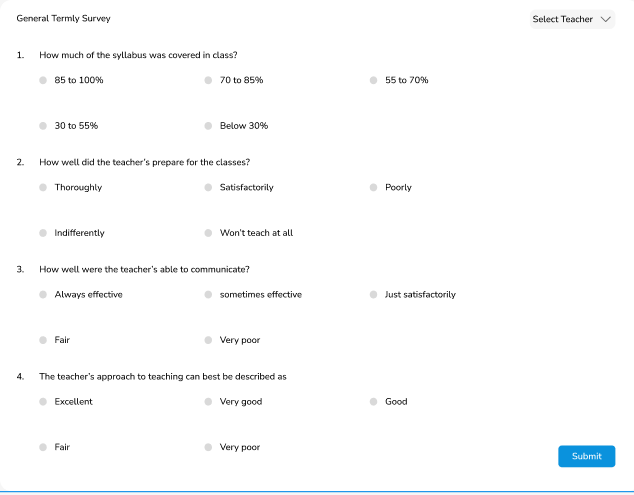 General Termly Survey
Select Teacher
1. How much of the syllabus was covered in class?
85 to 100% 70 to 85% 55 to 70%
30 to 55% Below 30%
2. How well did the teacher's prepare for the classes?
Thoroughly Satisfactorily Poorly
Indifferently Won't teach at all
3. How well were the teacher's able to communicate?
Always effective sometimes effective Just satisfactorily
Fair Very poor
4. The teacher's approach to teaching can best be described as
Excellent Very good Good
Fair Very poor
Submit